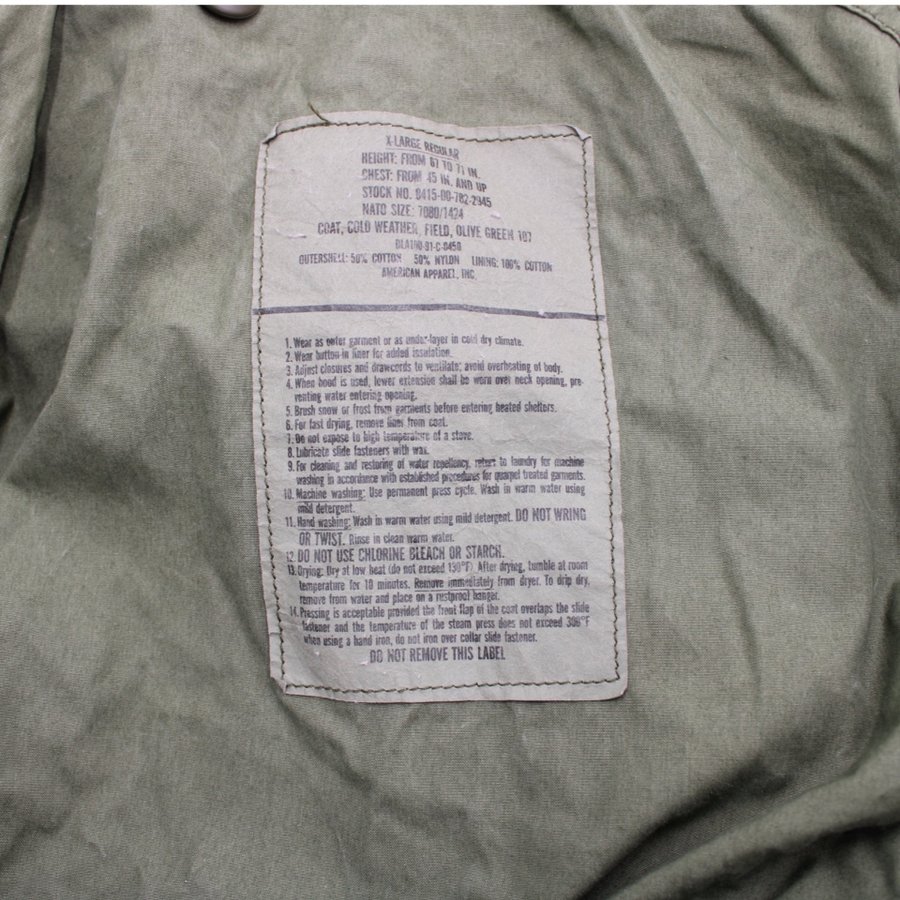 X-LARGE REGULAR
HEIGHT: FROM 67 TO 71 IN.
CHEST: FROM 45 IN. AND UP
STOCK NO. 8415-00-782-2945
NATO SIZE: 7080/1424
COAT, COLD WEATHER, FIELD, OLIVE GREEN 107
DLA100-91-C-0450
OUTERSHELL: 50% COTTON 50% NYLON LINING: 100% COTTON
AMERICAN APPAREL, INC.
1. Wear as outer garment or as under-layer in cold dry climate.
2. Wear button-in liner for added insulation.
3. Adjust closures and drawcords to ventilate; avoid overheating of body.
4. When hood is used, lower extension shall be worn over neck opening, pre-
venting water entering opening.
5. Brush snow or frost from garments before entering heated shelters.
6. For fast drying, remove liner from coat.
7. Do not expose to high temperature of a stove.
8. Lubricate slide fasteners with wax.
9. For cleaning and restoring of water repellency, return to laundry for machine
washing in accordance with established procedures for quarpel treated garments.
10. Machine washing: Use permanent press cycle. Wash in warm water using
mild detergent.
11. Hand washing: Wash in warm water using mild detergent. DO NOT WRING
OR TWIST. Rinse in clean warm water.
12. DO NOT USE CHLORINE BLEACH OR STARCH.
13. Drying: Dry at low heat (do not exceed 130°F). After drying, tumble at room
temperature for 10 minutes. Remove immediately from dryer. To drip dry,
remove from water and place on a rustproof hanger.
14. Pressing is acceptable provided the front flap of the coat overlaps the slide
fastener and the temperature of the steam press does not exceed 300°F
when using a hand iron, do not iron over collar slide fastener.
DO NOT REMOVE THIS LABEL